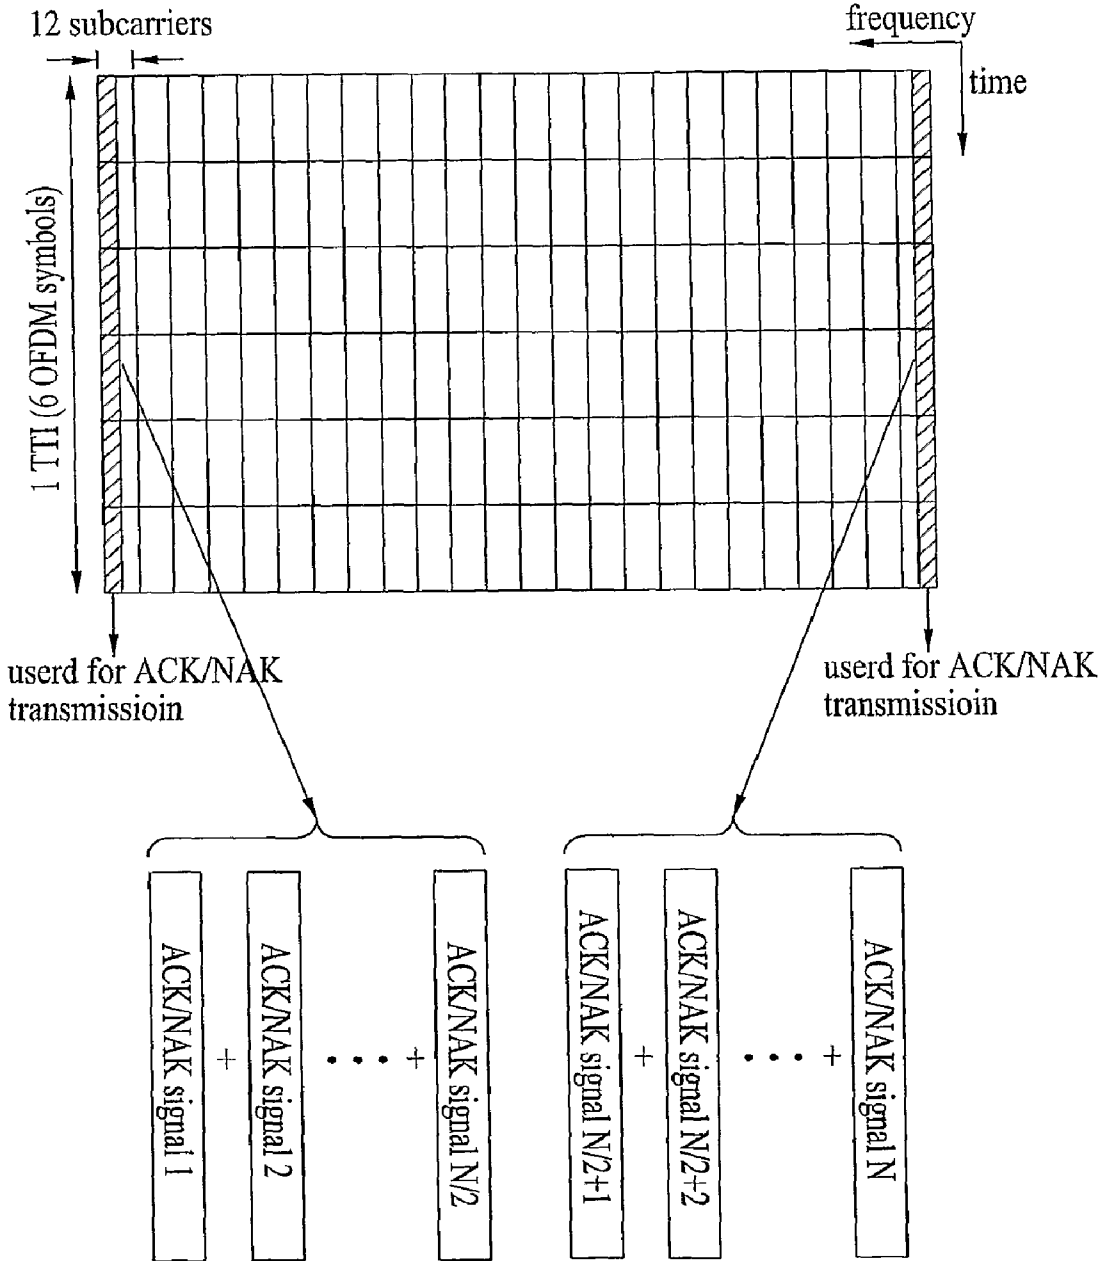 12 subcarriers
frequency
time
1 TTI (6 OFDM symbols)
userd for ACK/NAK
transmissioin
userd for ACK/NAK
transmissioin
ACK/NAK signal 1
+
ACK/NAK signal 2
• • • +
ACK/NAK signal N/2
ACK/NAK signal N/2+1
+
ACK/NAK signal N/2+2
• • • +
ACK/NAK signal N